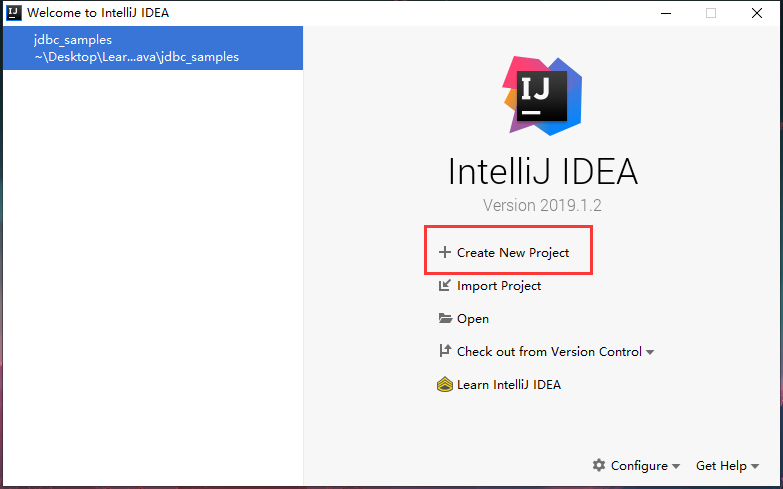 Welcome to IntelliJ IDEA
jdbc_samples
~\Desktop\Lear...ava\jdbc_samples
IJ
IntelliJ IDEA
Version 2019.1.2
Create New Project
Import Project
Open
Check out from Version Control
Learn IntelliJ IDEA
Configure
Get Help